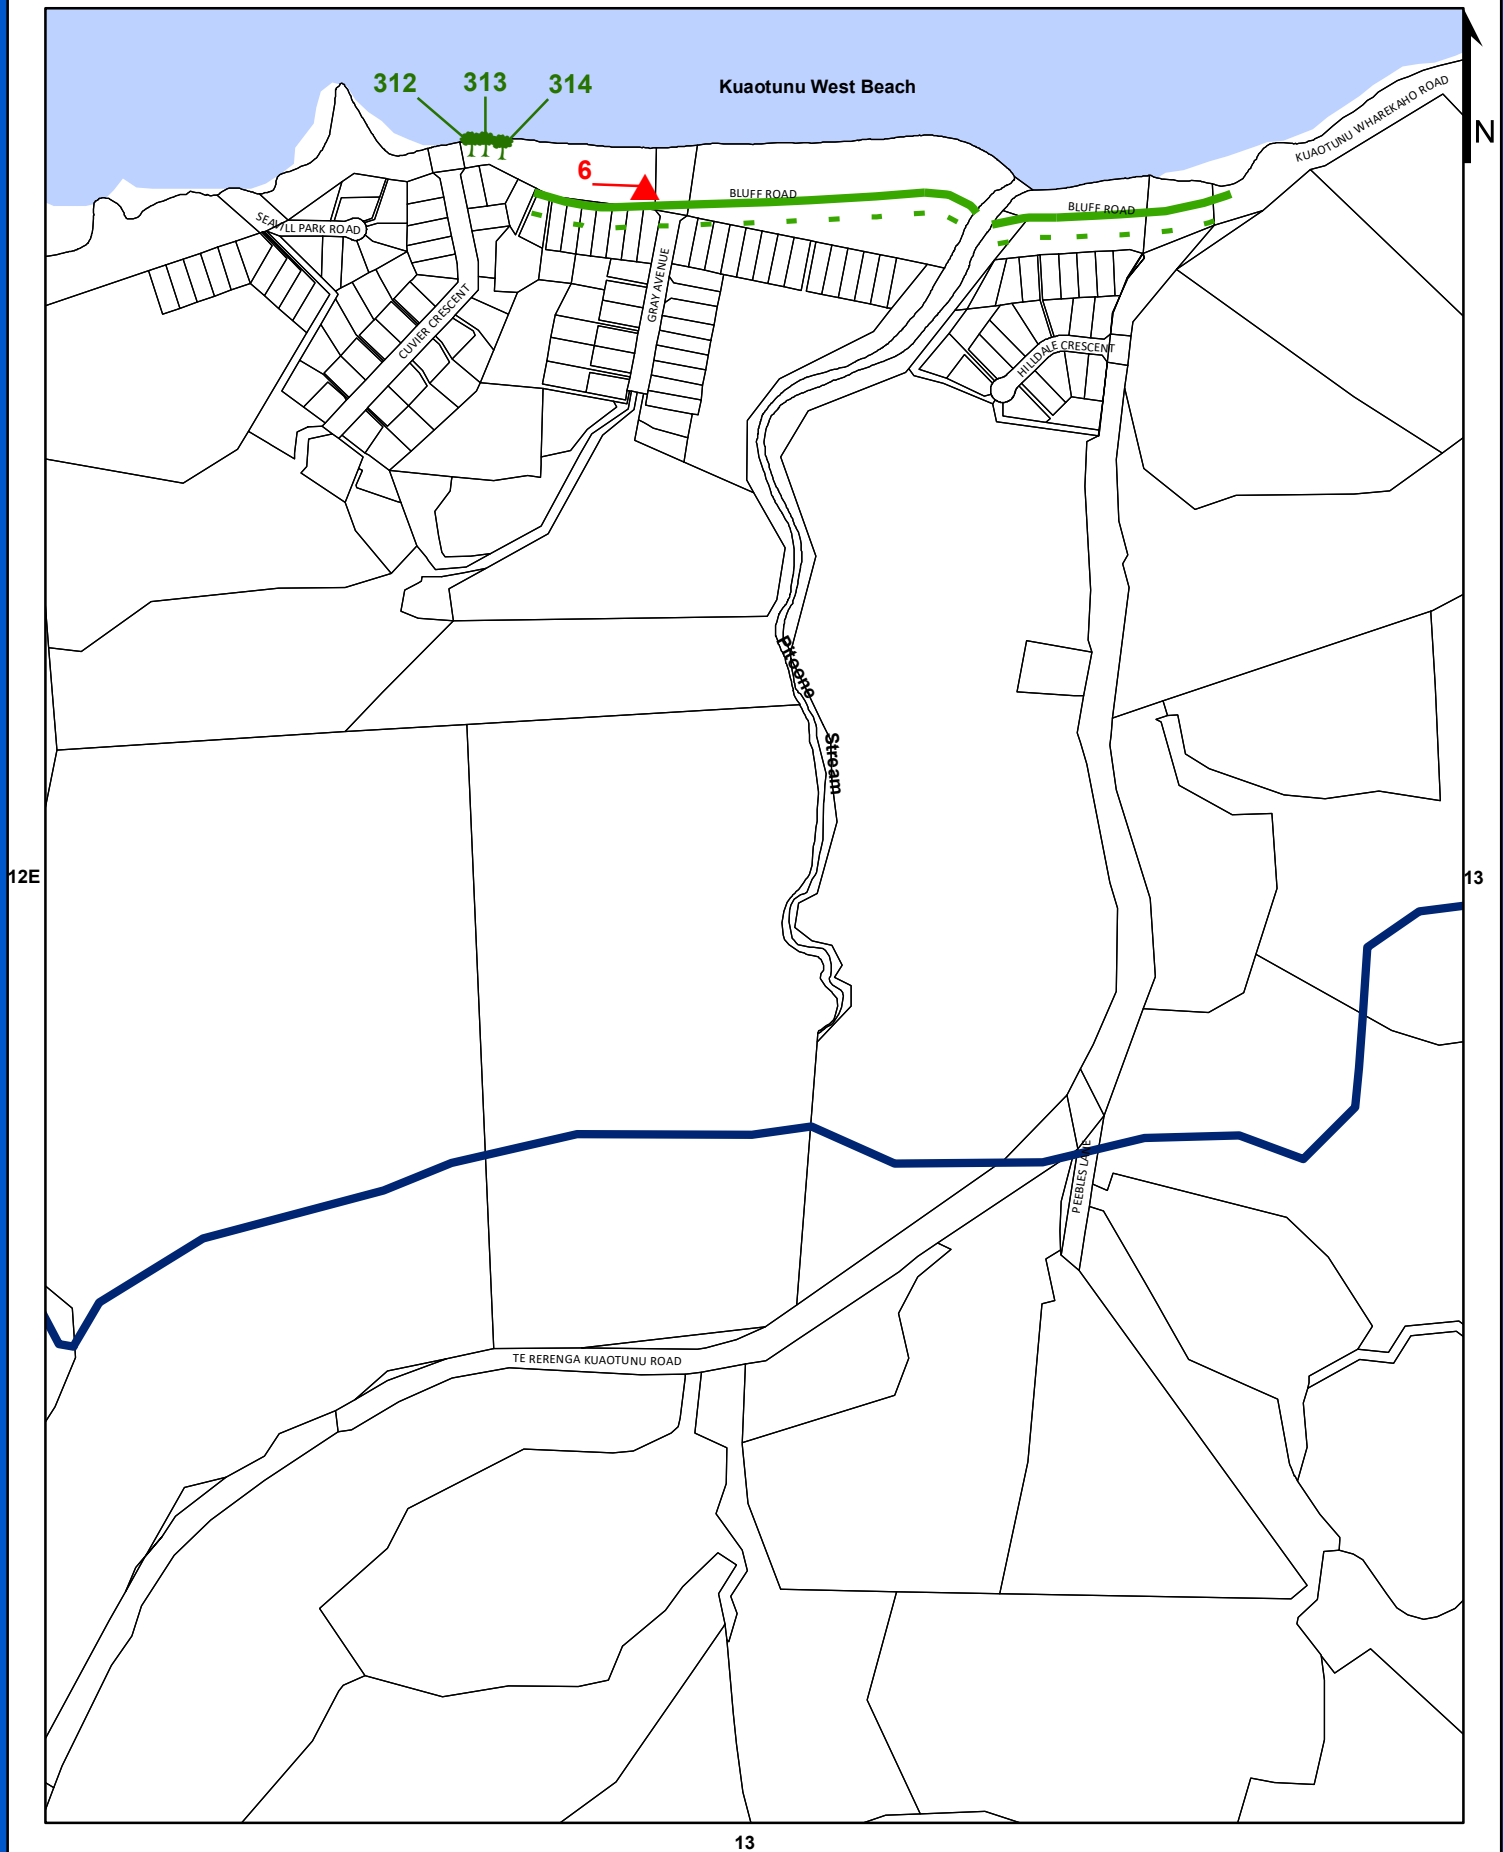 312 313 314
Kuaotunu West Beach
KUAOTUNU WHAREKAHO ROAD
N
6
BLUFF ROAD
BLUFF ROAD
SEAVILL PARK ROAD
GRAY AVENUE
CUVIER CRESCENT
HILLDALE CRESCENT
Pitoone
Stream
12E
13
PEEBLES LANE
TE RERENGA KUAOTUNU ROAD
13